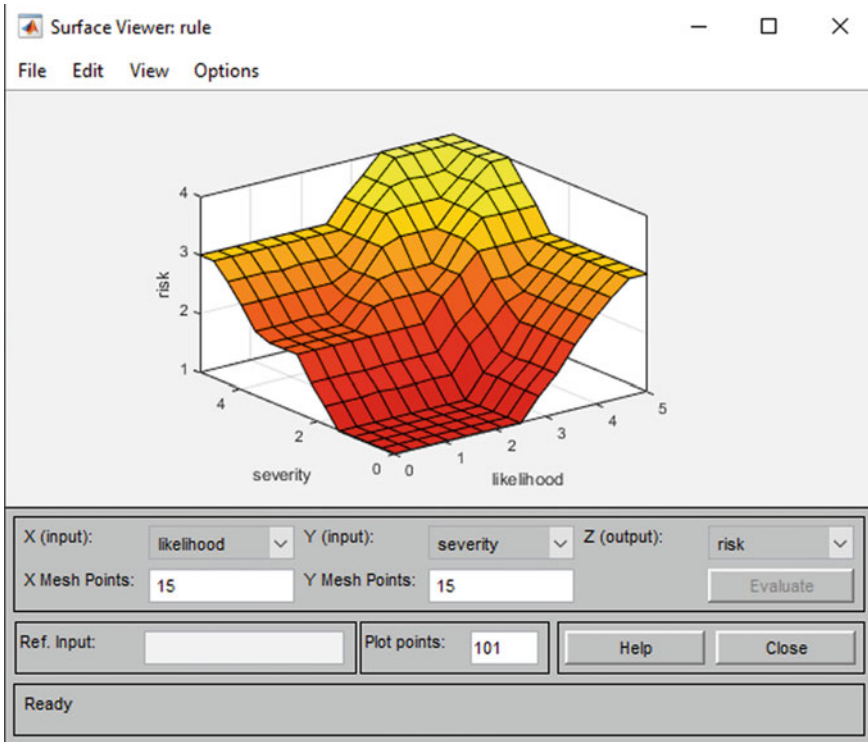 Surface Viewer: rule
File Edit View Options
4
3
2
1
risk
4
2
0
severity
0
1
2
3
4
5
likelihood
X (input): likelihood Y (input): severity Z (output): risk
X Mesh Points: 15 Y Mesh Points: 15 Evaluate
Ref. Input: Plot points: 101 Help Close
Ready